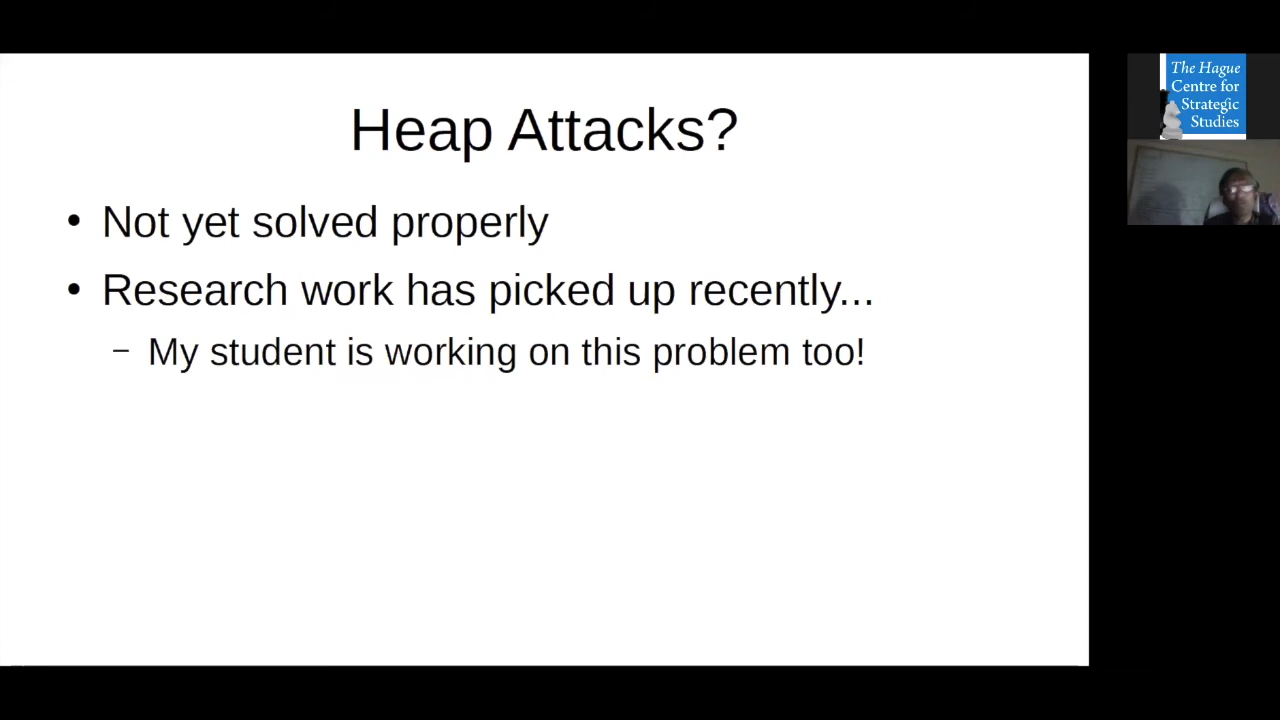 Heap Attacks?
• Not yet solved properly
• Research work has picked up recently...
– My student is working on this problem too!
The Hague
Centre for
Strategic
Studies